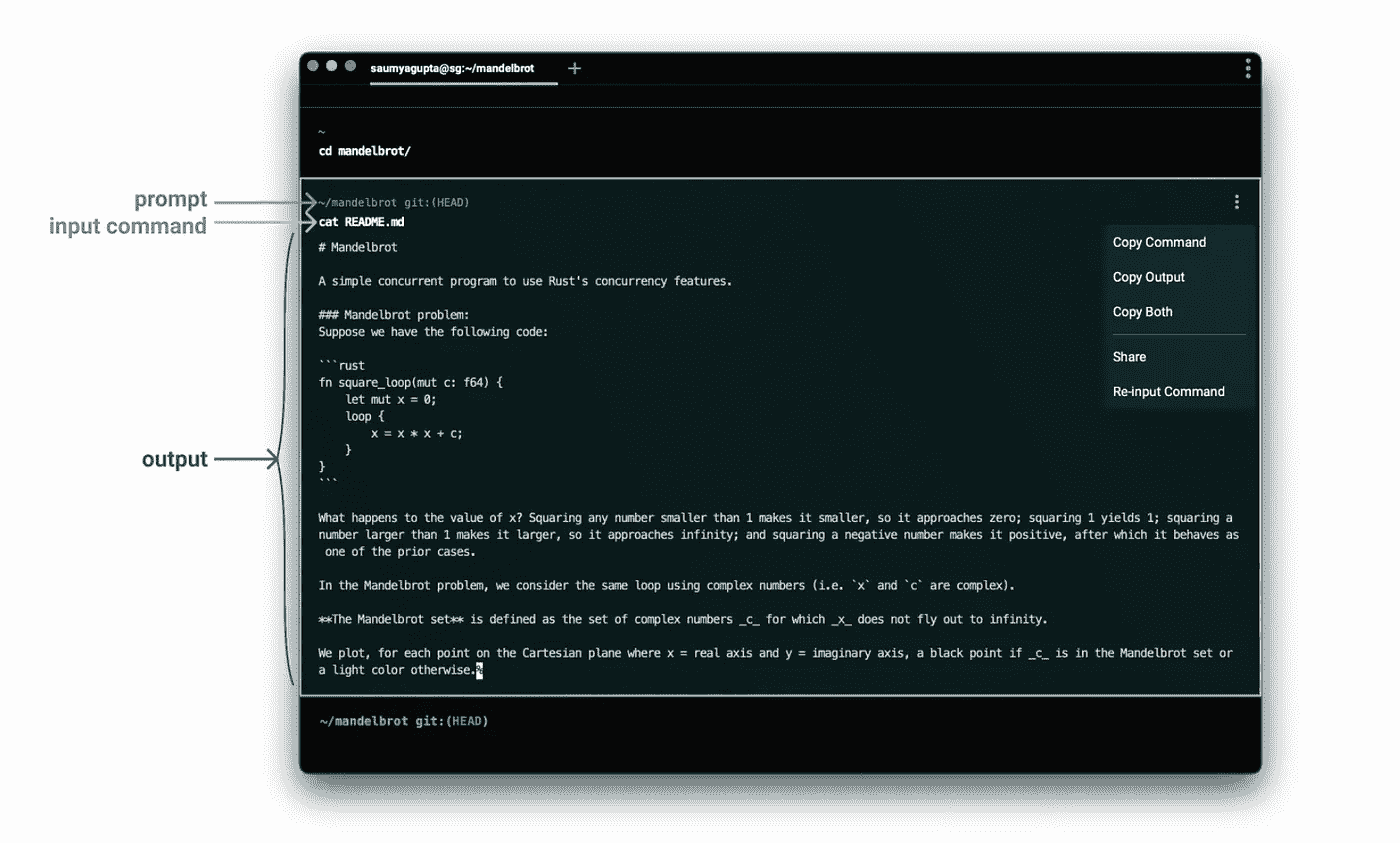 saumyagupta@sg:~/mandelbrot +
~
cd mandelbrot/
prompt
~/mandelbrot git:(HEAD)
input command
cat README.md
# Mandelbrot
Copy Command
A simple concurrent program to use Rust's concurrency features.
Copy Output
### Mandelbrot problem:
Copy Both
Suppose we have the following code:
```rust
Share
fn square_loop(mut c: f64) {
    let mut x = 0;
Re-input Command
    loop {
        x = x * x + c;
    }
output
}
```
What happens to the value of x? Squaring any number smaller than 1 makes it smaller, so it approaches zero; squaring 1 yields 1; squaring a
number larger than 1 makes it larger, so it approaches infinity; and squaring a negative number makes it positive, after which it behaves as
 one of the prior cases.
In the Mandelbrot problem, we consider the same loop using complex numbers (i.e. `x` and `c` are complex).
**The Mandelbrot set** is defined as the set of complex numbers _c_ for which _x_ does not fly out to infinity.
We plot, for each point on the Cartesian plane where x = real axis and y = imaginary axis, a black point if _c_ is in the Mandelbrot set or
a light color otherwise.%
~/mandelbrot git:(HEAD)